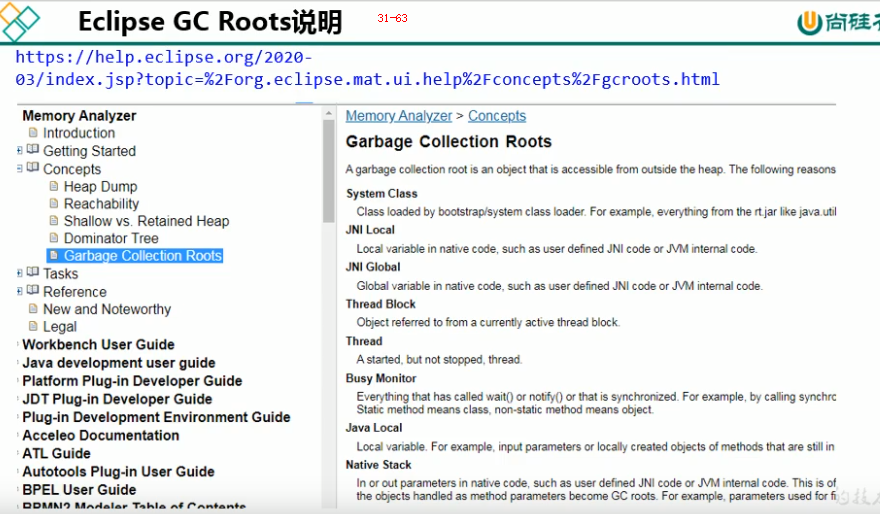 Eclipse GC Roots说明
31-63
尚硅
https://help.eclipse.org/2020-
03/index.jsp?topic=%2Forg.eclipse.mat.ui.help%2Fconcepts%2Fgcroots.html
Memory Analyzer
Introduction
Getting Started
Concepts
Heap Dump
Reachability
Shallow vs. Retained Heap
Dominator Tree
Garbage Collection Roots
Tasks
Reference
New and Noteworthy
Legal
Workbench User Guide
Java development user guide
Platform Plug-in Developer Guide
JDT Plug-in Developer Guide
Plug-in Development Environment Guide
Acceleo Documentation
ATL Guide
Autotools Plug-in User Guide
BPEL User Guide
BPMN2 Modeler Table of Contents
Memory Analyzer > Concepts
Garbage Collection Roots
A garbage collection root is an object that is accessible from outside the heap. The following reasons
System Class
Class loaded by bootstrap/system class loader. For example, everything from the rt.jar like java.util
JNI Local
Local variable in native code, such as user defined JNI code or JVM internal code.
JNI Global
Global variable in native code, such as user defined JNI code or JVM internal code.
Thread Block
Object referred to from a currently active thread block.
Thread
A started, but not stopped, thread.
Busy Monitor
Everything that has called wait() or notify() or that is synchronized. For example, by calling synchro
Static method means class, non-static method means object.
Java Local
Local variable. For example, input parameters or locally created objects of methods that are still in
Native Stack
In or out parameters in native code, such as user defined JNI code or JVM internal code. This is of
the objects handled as method parameters become GC roots. For example, parameters used for fi